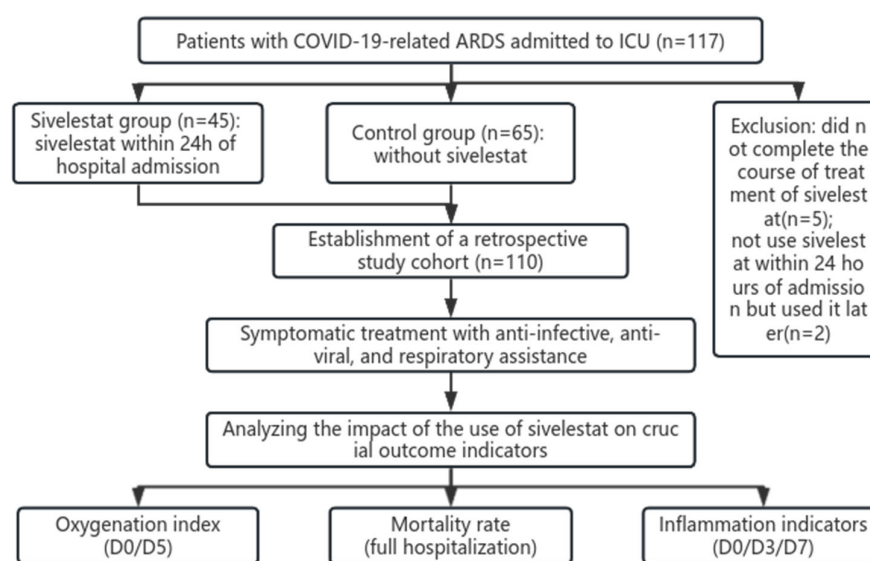 Patients with COVID-19-related ARDS admitted to ICU (n=117)
Sivelestat group (n=45):
sivelestat within 24h of
hospital admission
Control group (n=65):
without sivelestat
Exclusion: did n
ot complete the
course of treat
ment of sivelest
at(n=5);
not use sivelest
at within 24 ho
urs of admissio
n but used it lat
er(n=2)
Establishment of a retrospective
study cohort (n=110)
Symptomatic treatment with anti-infective, anti-
viral, and respiratory assistance
Analyzing the impact of the use of sivelestat on cruc
ial outcome indicators
Oxygenation index
(D0/D5)
Mortality rate
(full hospitalization)
Inflammation indicators
(D0/D3/D7)